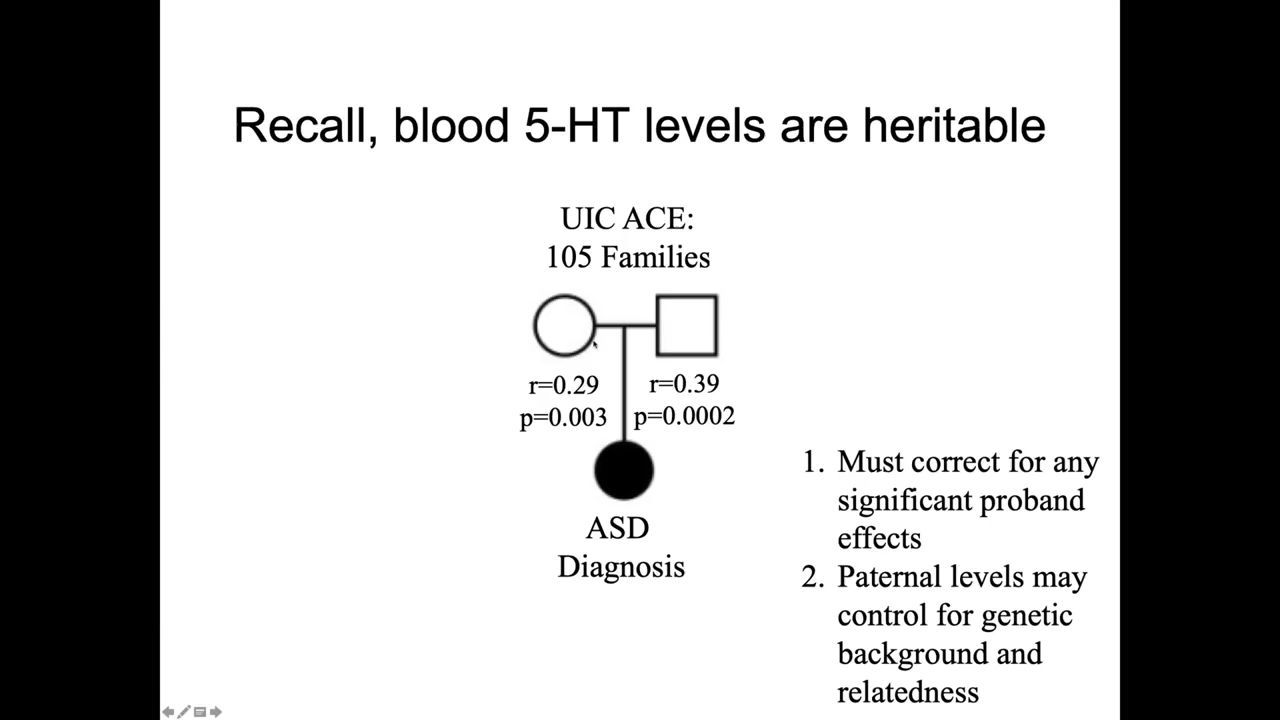 Recall, blood 5-HT levels are heritable
UIC ACE:
105 Families
r=0.29
p=0.003
r=0.39
p=0.0002
ASD
Diagnosis
1. Must correct for any
significant proband
effects
2. Paternal levels may
control for genetic
background and
relatedness